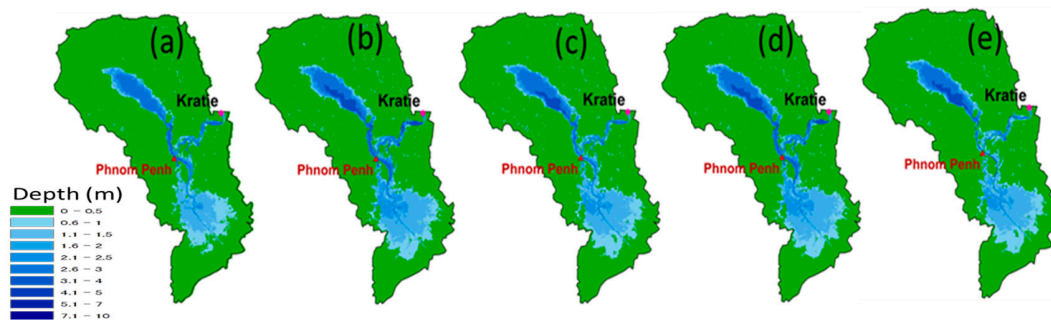 (a) (b) (c) (d) (e)
Kratie Kratie Kratie Kratie Kratie
Phnom Penh Phnom Penh Phnom Penh Phnom Penh Phnom Penh
Depth (m)
0 – 0.5
0.6 – 1
1.1 – 1.5
1.6 – 2
2.1 – 2.5
2.6 – 3
3.1 – 4
4.1 – 5
5.1 – 7
7.1 – 10